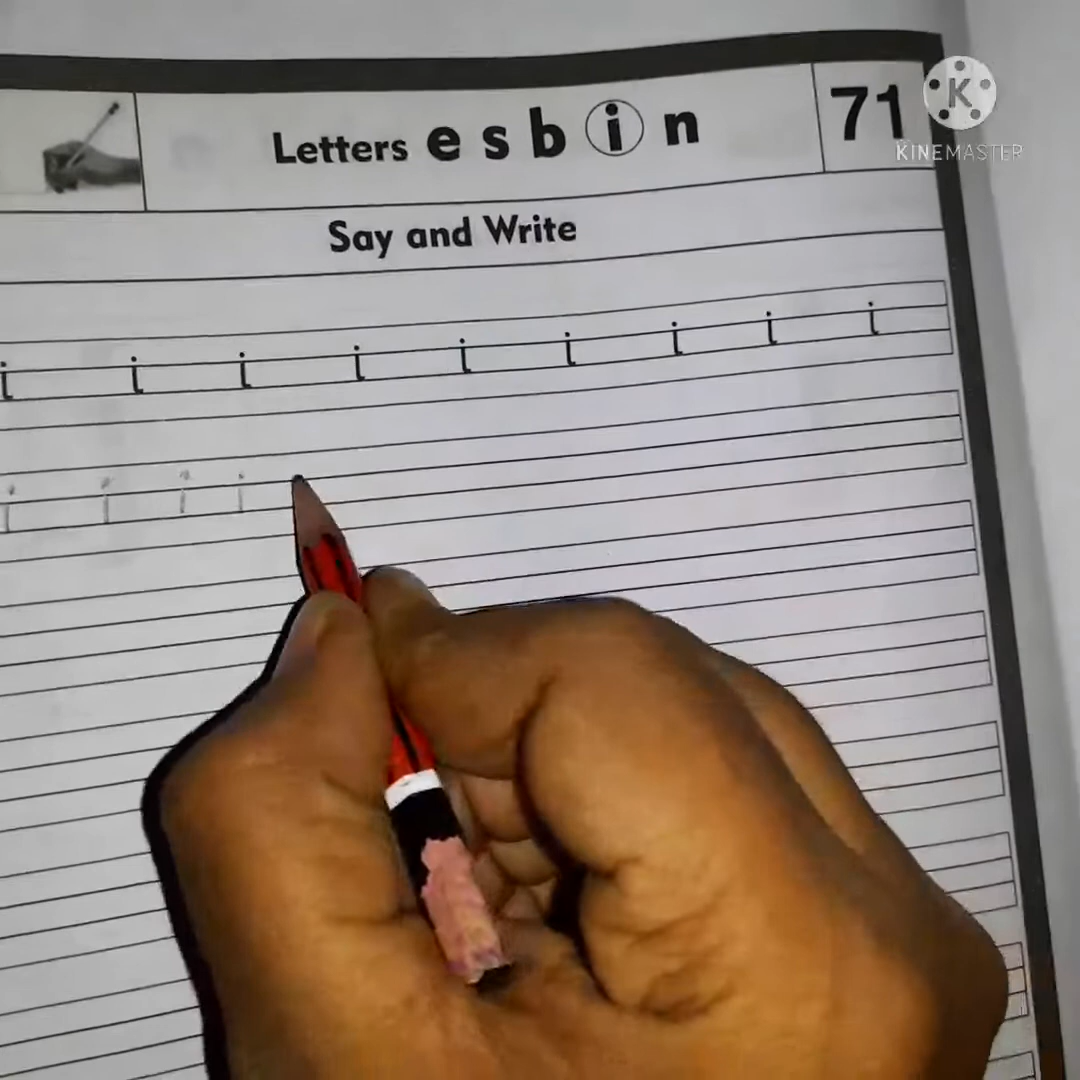 Letters e s b i n
71
K
KINEMASTER
Say and Write
i i i i i i i i i
i i i i